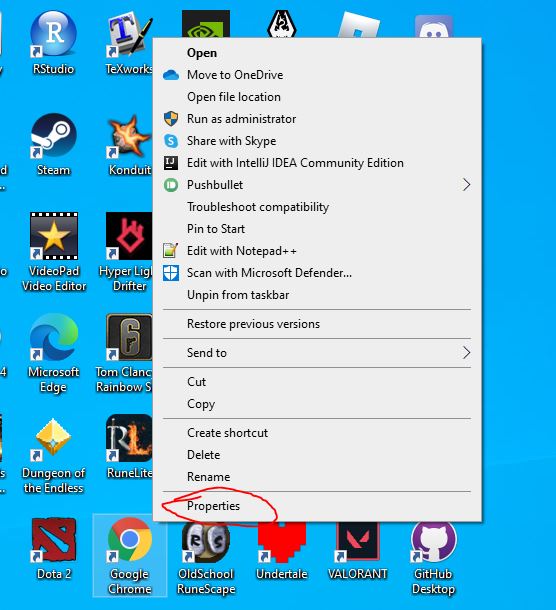 RStudio
TeXworks
Open
Move to OneDrive
Open file location
Run as administrator
Share with Skype
Edit with IntelliJ IDEA Community Edition
Pushbullet
Troubleshoot compatibility
Pin to Start
Edit with Notepad++
Scan with Microsoft Defender...
Unpin from taskbar
Restore previous versions
Send to
Cut
Copy
Create shortcut
Delete
Rename
Properties
Steam
Konduit
VideoPad
Video Editor
Hyper Ligh
Drifter
Microsoft
Edge
Tom Clancy
Rainbow S
Dungeon of
the Endless
RuneLite
Dota 2
Google
Chrome
OldSchool
RuneScape
Undertale
VALORANT
GitHub
Desktop